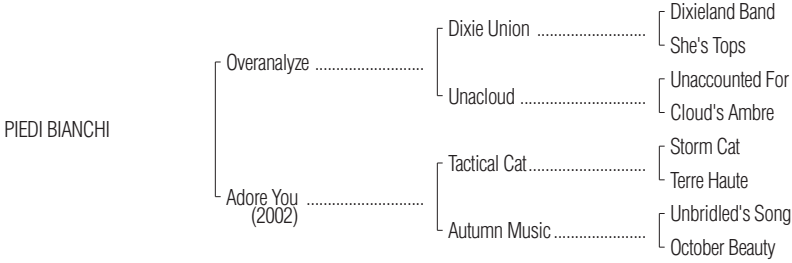 Dixieland Band
Dixie Union ..........................
She's Tops
Overanalyze ..........................
Unaccounted For
Unacloud ..............................
Cloud's Ambre
PIEDI BIANCHI
Storm Cat
Tactical Cat............................
Terre Haute
Adore You ............................
(2002)
Unbridled's Song
Autumn Music ......................
October Beauty